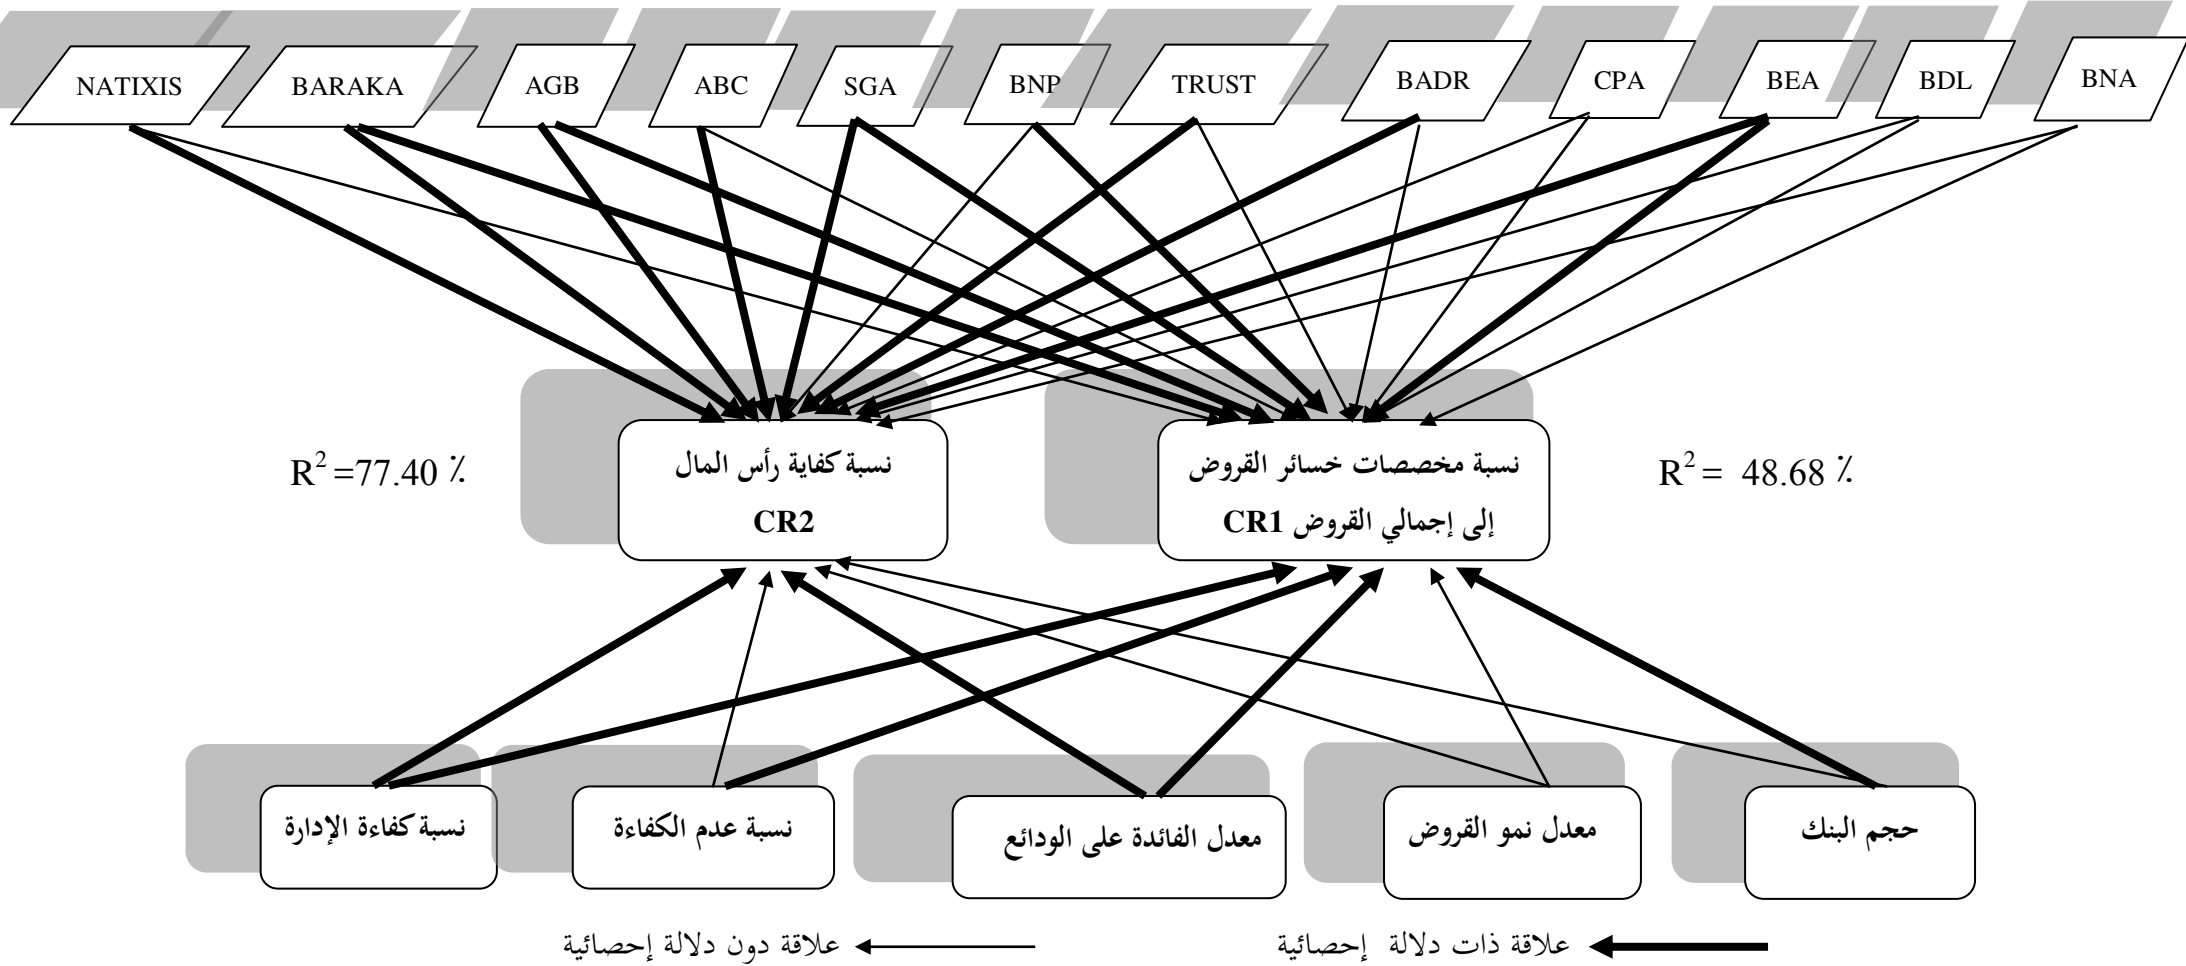 NATIXIS
BARAKA
AGB
ABC
SGA
BNP
TRUST
BADR
CPA
BEA
BDL
BNA
R² =77.40 ٪
نسبة كفاية رأس المال
CR2
نسبة مخصصات خسائر القروض
إلى إجمالي القروض CR1
R² = 48.68 ٪
نسبة كفاءة الإدارة
نسبة عدم الكفاءة
معدل الفائدة على الودائع
معدل نمو القروض
حجم البنك
علاقة دون دلالة إحصائية
علاقة ذات دلالة إحصائية